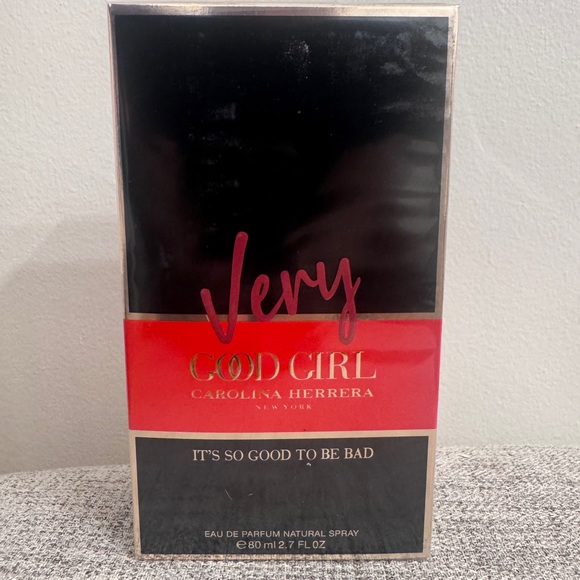 Very
GOOD GIRL
CAROLINA HERRERA
NEW YORK
IT'S SO GOOD TO BE BAD
EAU DE PARFUM NATURAL SPRAY
℮80 ml 2.7 FL OZ